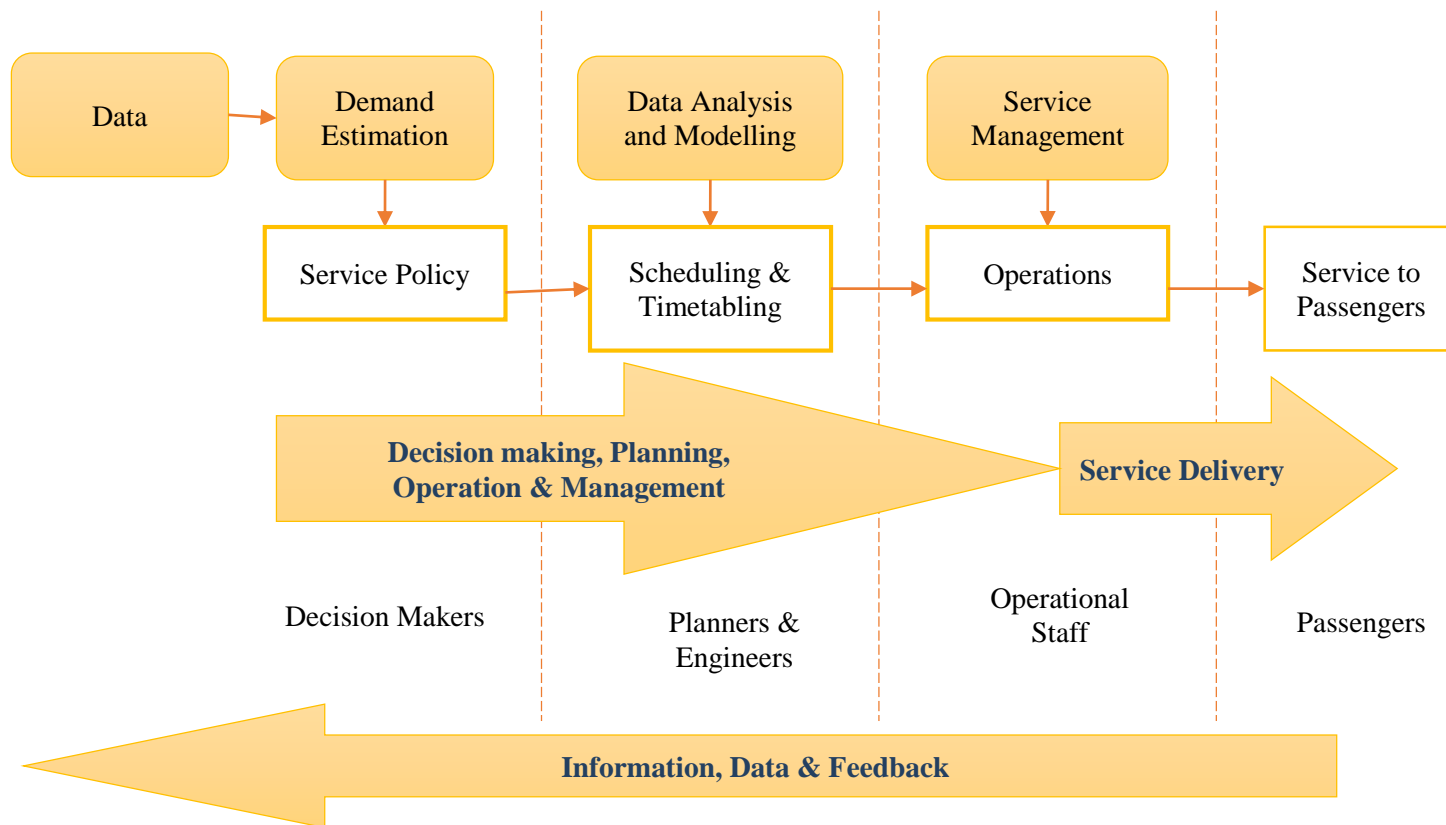 Data
Demand
Estimation
Data Analysis
and Modelling
Service
Management
Service Policy
Scheduling &
Timetabling
Operations
Service to
Passengers
Decision making, Planning,
Operation & Management
Service Delivery
Decision Makers
Planners &
Engineers
Operational
Staff
Passengers
Information, Data & Feedback